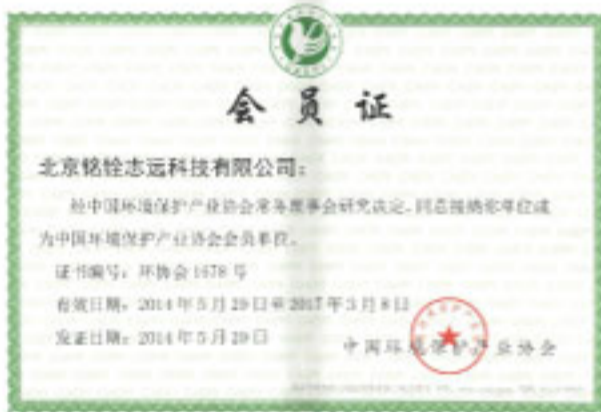 会员证
北京铭铨志远科技有限公司：
经中国环境保护产业协会常务理事会研究决定，同意接纳你单位成
为中国环境保护产业协会会员单位。
证书编号：环协会1678号
有效日期：2014年5月29日至2017年3月8日
发证日期：2014年5月29日
中国环境保护产业协会